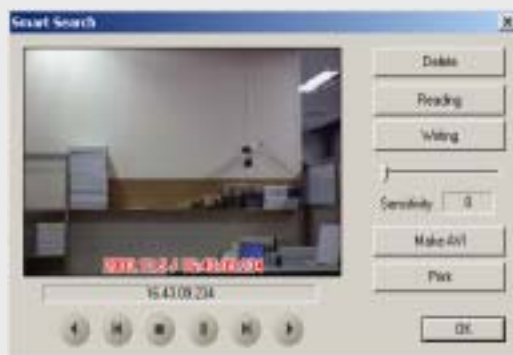 Smart Search
Delete
Reading
Writing
Sensitivity 0
Make AVI
16:43:09.234
Print
OK